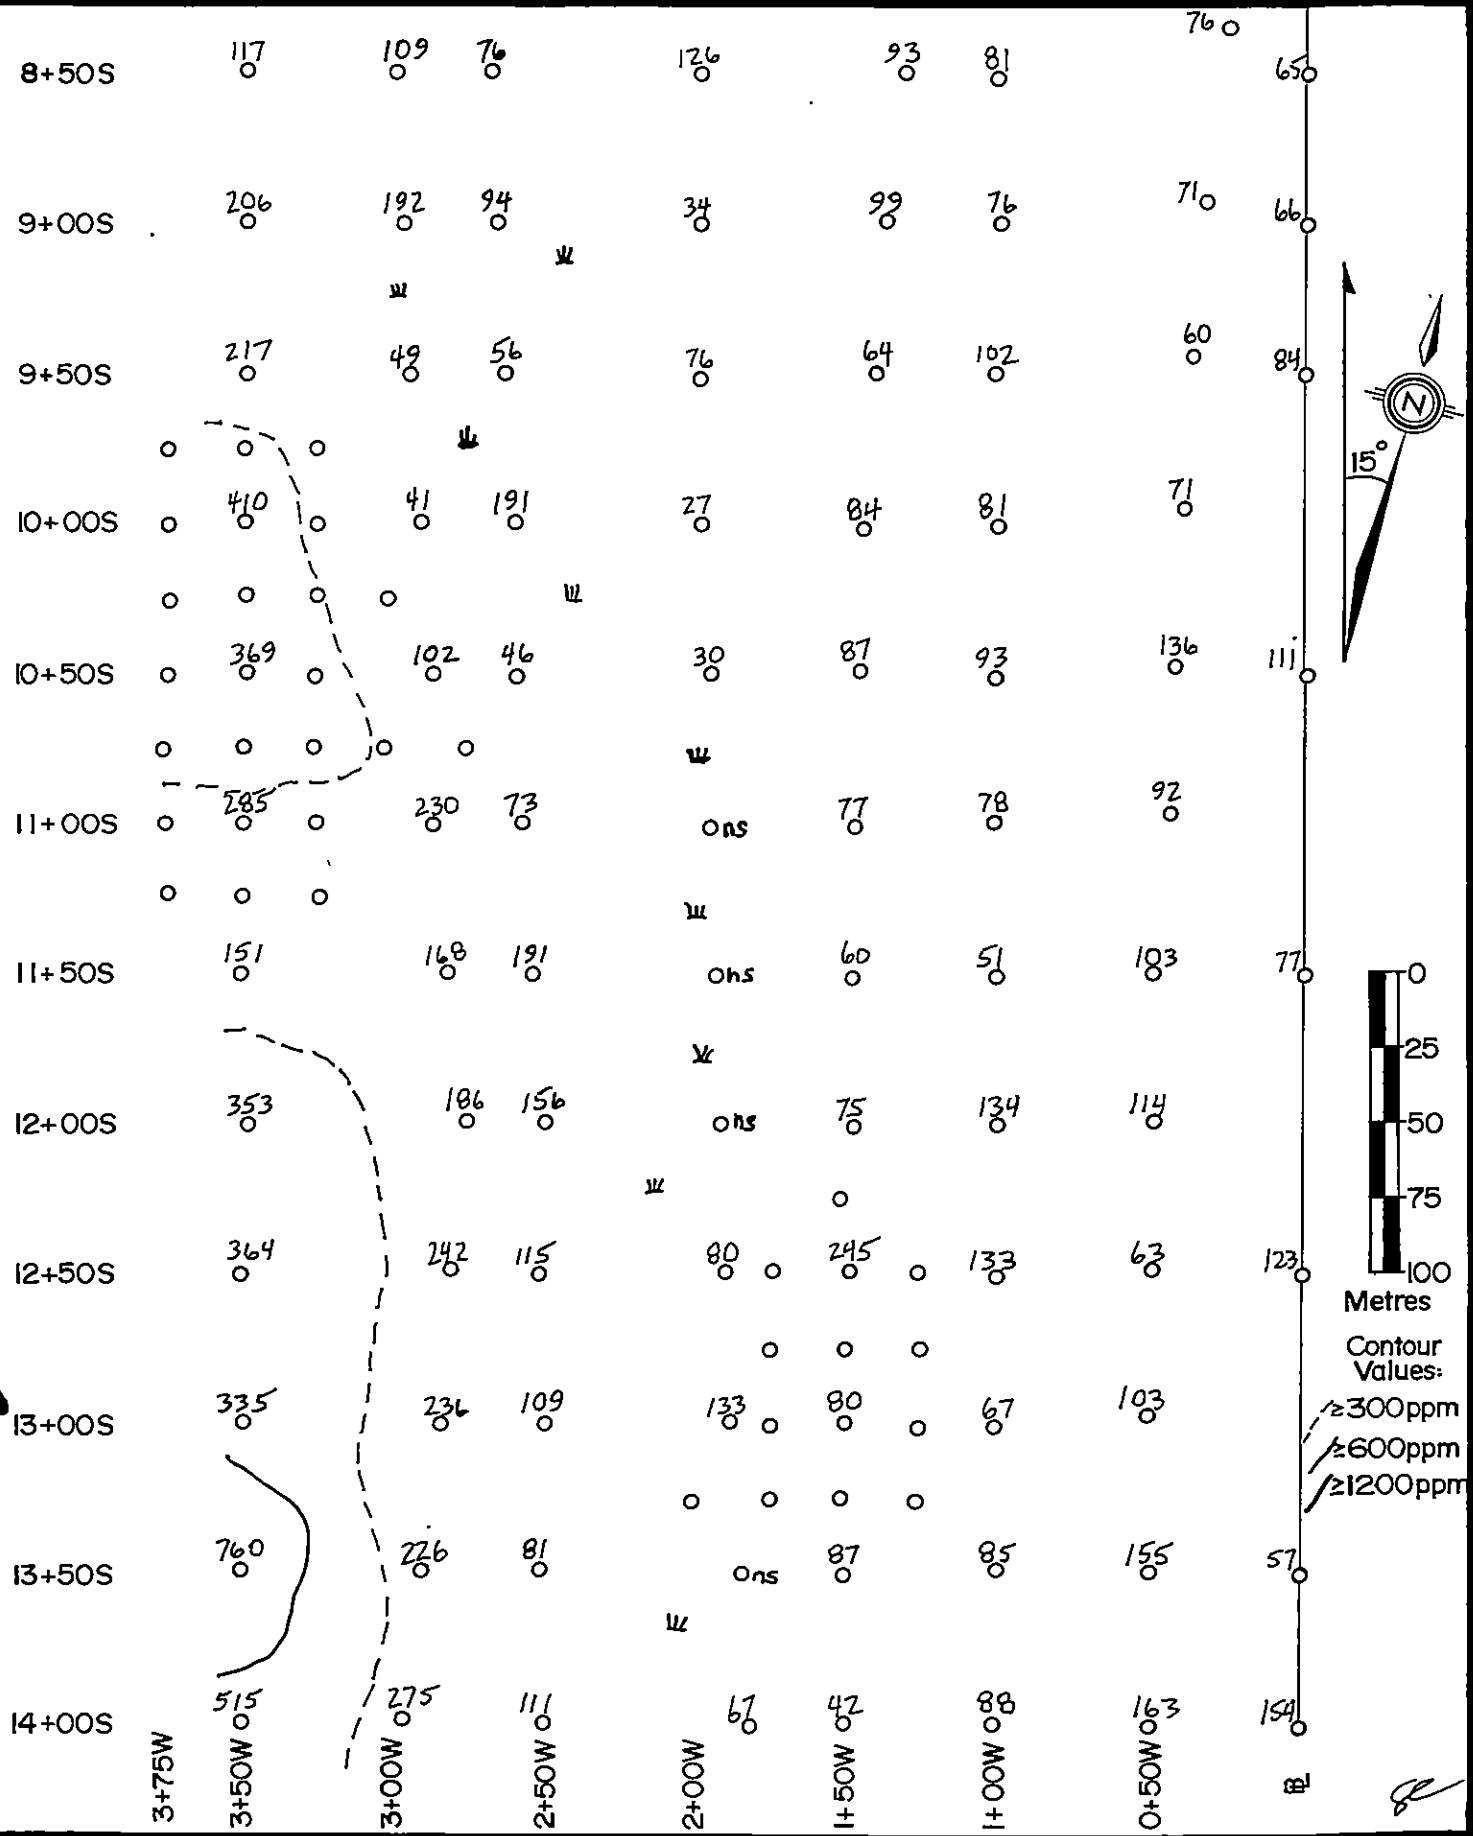 76
8+50S 117 109 76 126 93 81 65
9+00S 206 192 94 34 99 76 71 66
9+50S 217 49 56 76 64 102 60 84
N
15°
10+00S 410 41 191 27 84 81 71
10+50S 369 102 46 30 87 93 136 111
11+00S 285 230 73 ns 77 78 92
11+50S 151 168 191 ns 60 51 103 77
0
25
12+00S 353 186 156 ns 75 134 114
50
75
12+50S 364 242 115 80 245 133 63 123
100
Metres
Contour
Values:
13+00S 335 236 109 133 80 67 103
≥300ppm
≥600ppm
≥1200ppm
13+50S 760 226 81 ns 87 85 155 57
14+00S 515 275 111 67 42 88 163 154
3+75W 3+50W 3+00W 2+50W 2+00W 1+50W 1+00W 0+50W BL